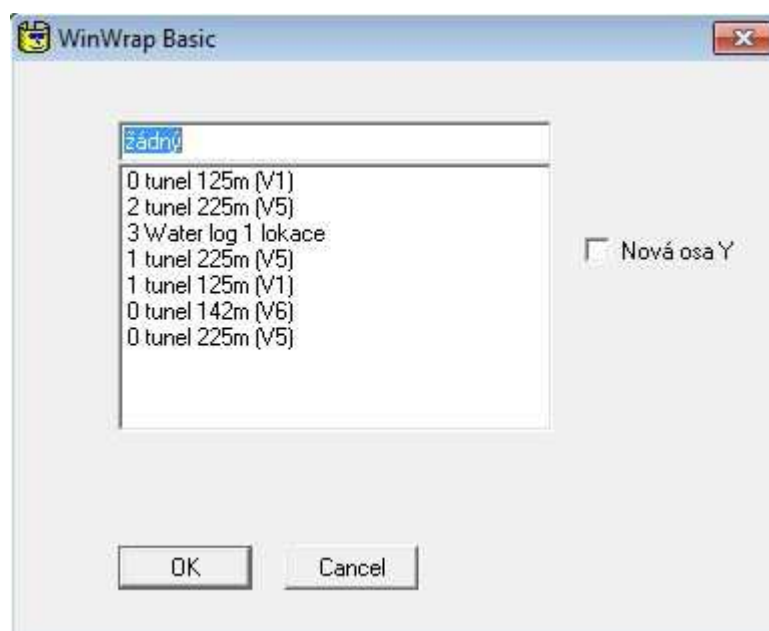 WinWrap Basic
žádný
0 tunel 125m (V1)
2 tunel 225m (V5)
3 Water log 1 lokace
1 tunel 225m (V5)
1 tunel 125m (V1)
0 tunel 142m (V6)
0 tunel 225m (V5)
Nová osa Y
OK
Cancel